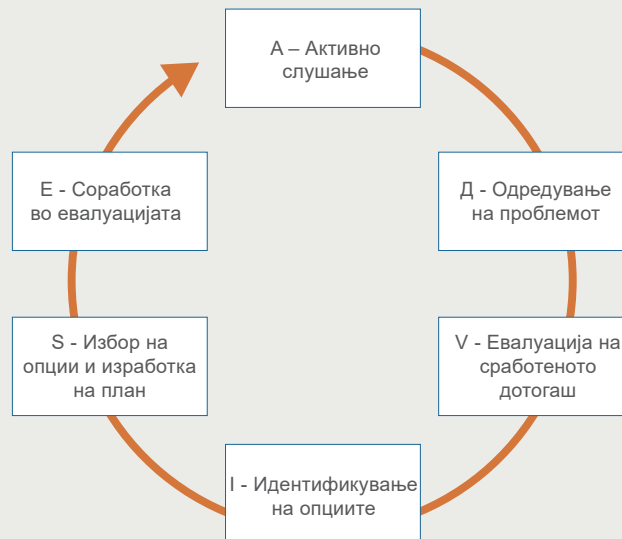 А – Активно
слушање
Д - Одредување
на проблемот
V - Евалуација на
сработеното
дотогаш
I - Идентификување
на опциите
S - Избор на
опции и изработка
на план
Е - Соработка
во евалуацијата